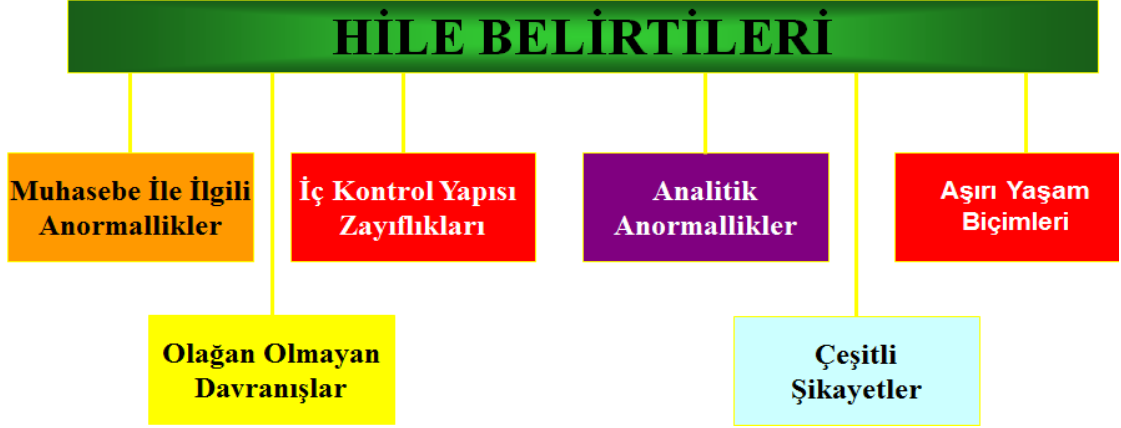 HİLE BELİRTİLERİ
Muhasebe İle İlgili
Anormallikler
İç Kontrol Yapısı
Zayıflıkları
Analitik
Anormallikler
Aşırı Yaşam
Biçimleri
Olağan Olmayan
Davranışlar
Çeşitli
Şikayetler